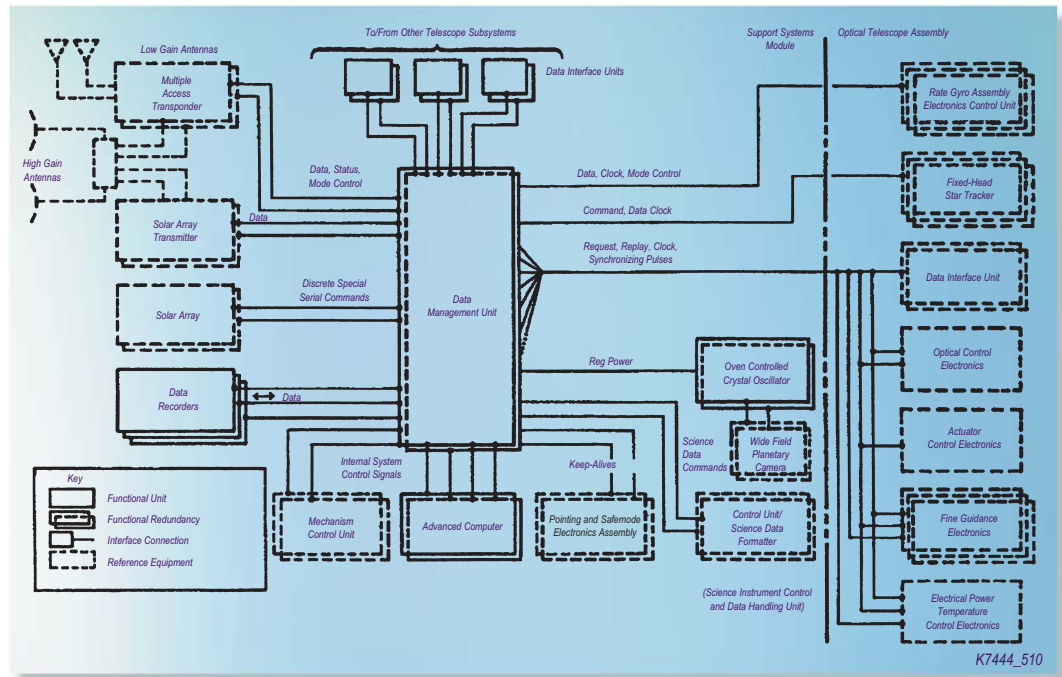 To/From Other Telescope Subsystems
Support Systems
Module
Optical Telescope Assembly
Low Gain Antennas
Multiple
Access
Transponder
Data Interface Units
Rate Gyro Assembly
Electronics Control Unit
High Gain
Antennas
Data, Status,
Mode Control
Data, Clock, Mode Control
Fixed-Head
Star Tracker
Solar Array
Transmitter
Data
Command, Data Clock
Request, Replay, Clock,
Synchronizing Pulses
Data Interface Unit
Discrete Special
Serial Commands
Solar Array
Data
Management Unit
Optical Control
Electronics
Reg Power
Oven Controlled
Crystal Oscillator
Data
Recorders
Data
Actuator
Control Electronics
Science
Data
Commands
Wide Field
Planetary
Camera
Internal System
Control Signals
Keep-Alives
Key
Functional Unit
Functional Redundancy
Interface Connection
Reference Equipment
Mechanism
Control Unit
Advanced Computer
Pointing and Safemode
Electronics Assembly
Control Unit/
Science Data
Formatter
Fine Guidance
Electronics
(Science Instrument Control
and Data Handling Unit)
Electrical Power
Temperature
Control Electronics
K7444_510